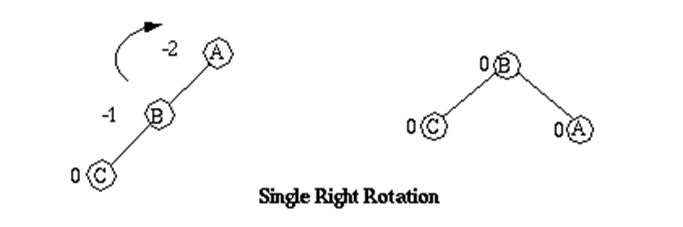 -2 A
-1 B
0 C
0 B
0 C
0 A
Single Right Rotation